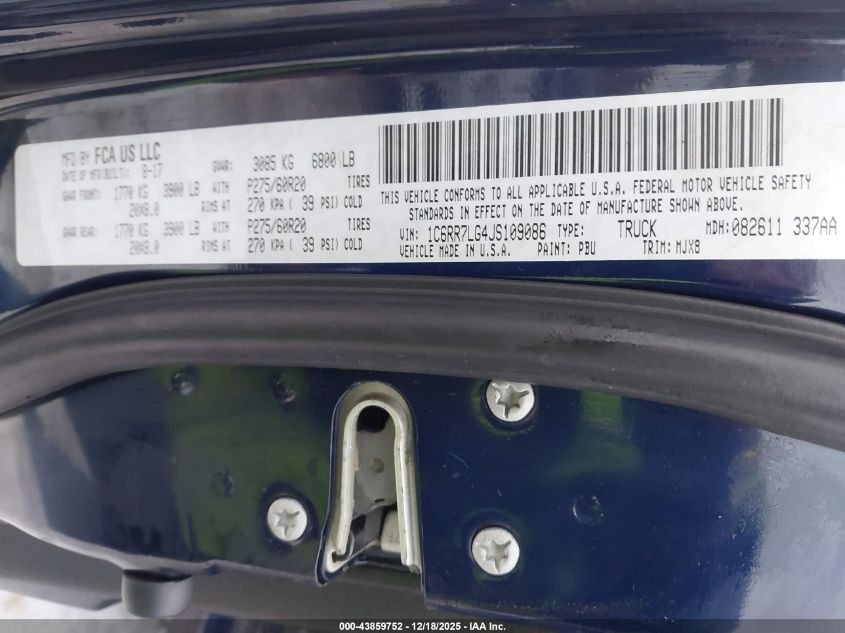 MFD BY FCA US LLC
DATE OF MFR/BUILT: 8-17 GVWR: 3085 KG 6800 LB
GAWR FRONT: 1770 KG 3900 LB WITH P275/60R20 TIRES
20X8.0 RIMS AT 270 KPA ( 39 PSI) COLD
GAWR REAR: 1770 KG 3900 LB WITH P275/60R20 TIRES
20X8.0 RIMS AT 270 KPA ( 39 PSI) COLD
THIS VEHICLE CONFORMS TO ALL APPLICABLE U.S.A. FEDERAL MOTOR VEHICLE SAFETY
STANDARDS IN EFFECT ON THE DATE OF MANUFACTURE SHOWN ABOVE.
VIN: 1C6RR7LG4JS109086 TYPE: TRUCK MDH: 082611 337AA
VEHICLE MADE IN U.S.A. PAINT: PBU TRIM: MJX8
000-43859752 - 12/18/2025 - IAA Inc.